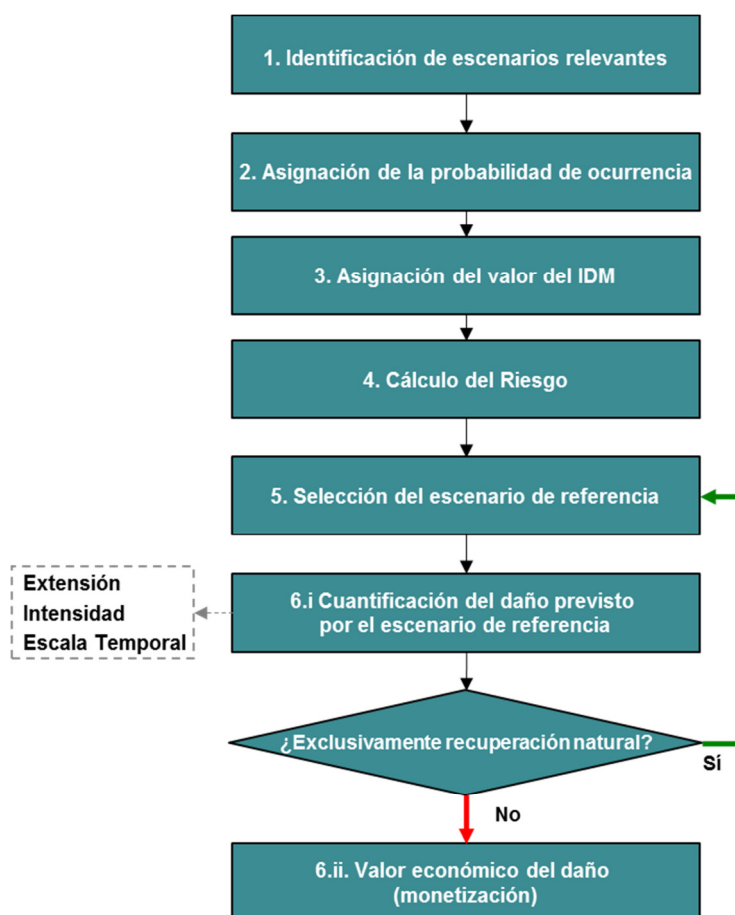 1. Identificación de escenarios relevantes
2. Asignación de la probabilidad de ocurrencia
3. Asignación del valor del IDM
4. Cálculo del Riesgo
5. Selección del escenario de referencia
Extensión
Intensidad
Escala Temporal
6.i Cuantificación del daño previsto
por el escenario de referencia
¿Exclusivamente recuperación natural?
Sí
No
6.ii. Valor económico del daño
(monetización)